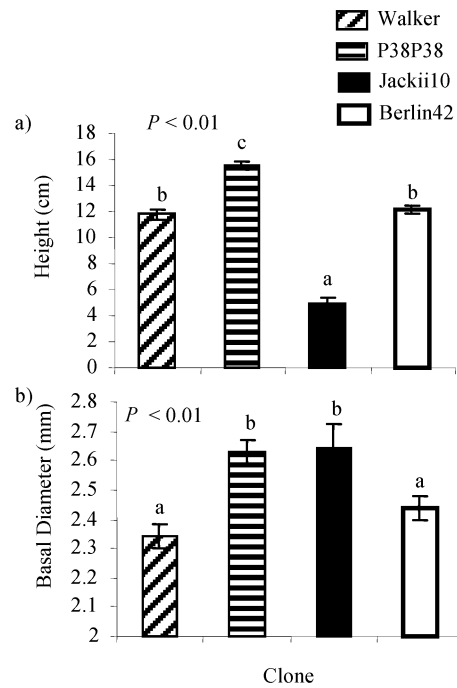 Walker
P38P38
Jackii10
Berlin42
a)
P < 0.01
Height (cm)
18
16
14
12
10
8
6
4
2
0
b
c
a
b
b)
P < 0.01
Basal Diameter (mm)
2.8
2.7
2.6
2.5
2.4
2.3
2.2
2.1
2
a
b
b
a
Clone